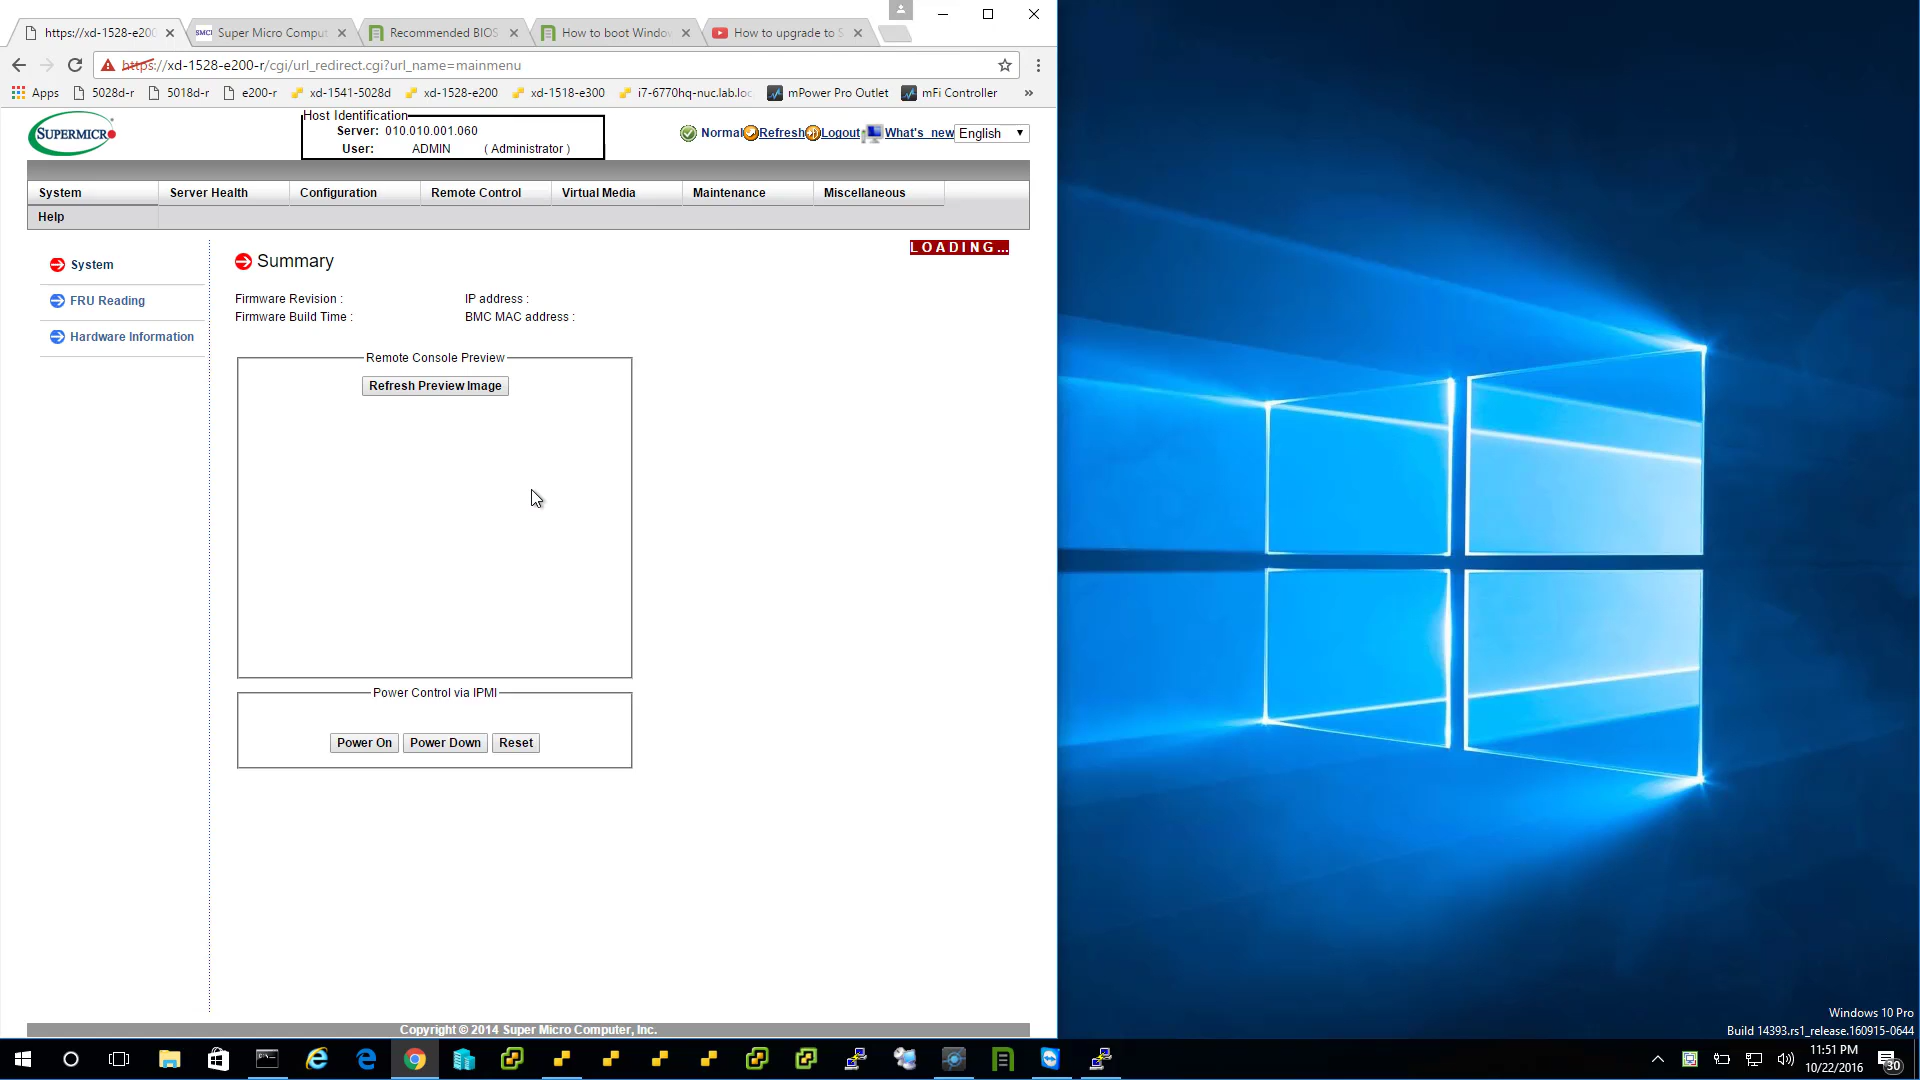 https://xd-1528-e200
Super Micro Comput
Recommended BIOS
How to boot Window
How to upgrade to S
https://xd-1528-e200-r/cgi/url_redirect.cgi?url_name=mainmenu
Apps
5028d-r
5018d-r
e200-r
xd-1541-5028d
xd-1528-e200
xd-1518-e300
i7-6770hq-nuc.lab.loc
mPower Pro Outlet
mFi Controller
»
SUPERMICR
Host Identification
Server: 010.010.001.060
User: ADMIN ( Administrator )
Normal
Refresh
Logout
What's new
English
System
Server Health
Configuration
Remote Control
Virtual Media
Maintenance
Miscellaneous
Help
LOADING...
System
FRU Reading
Hardware Information
Summary
Firmware Revision :
IP address :
Firmware Build Time :
BMC MAC address :
Remote Console Preview
Refresh Preview Image
Power Control via IPMI
Power On
Power Down
Reset
Copyright © 2014 Super Micro Computer, Inc.
Windows 10 Pro
Build 14393.rs1_release.160915-0644
11:51 PM
10/22/2016
30